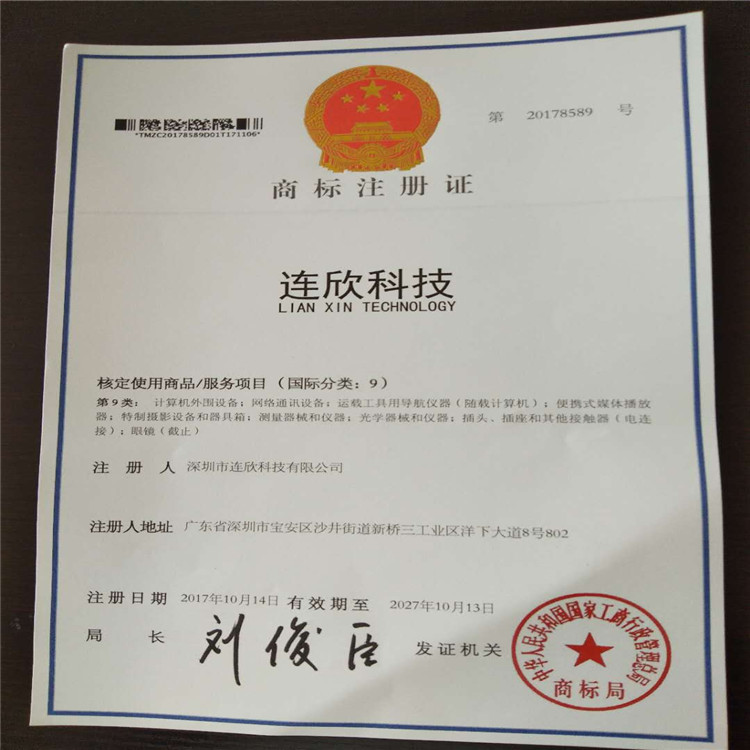 *TMZC20178589D01T171106*
第 20178589 号
商标注册证
连欣科技
LIAN XIN TECHNOLOGY
核定使用商品/服务项目（国际分类：9）
第9类：计算机外围设备；网络通讯设备；运载工具用导航仪器（随载计算机）；便携式媒体播放
器；特制摄影设备和器具箱；测量器械和仪器；光学器械和仪器；插头、插座和其他接触器（电连
接）；眼镜（截止）
注册人 深圳市连欣科技有限公司
注册人地址 广东省深圳市宝安区沙井街道新桥三工业区洋下大道8号802
注册日期 2017年10月14日 有效期至 2027年10月13日
局长 刘俊臣 发证机关
中华人民共和国国家工商行政管理总局
商标局